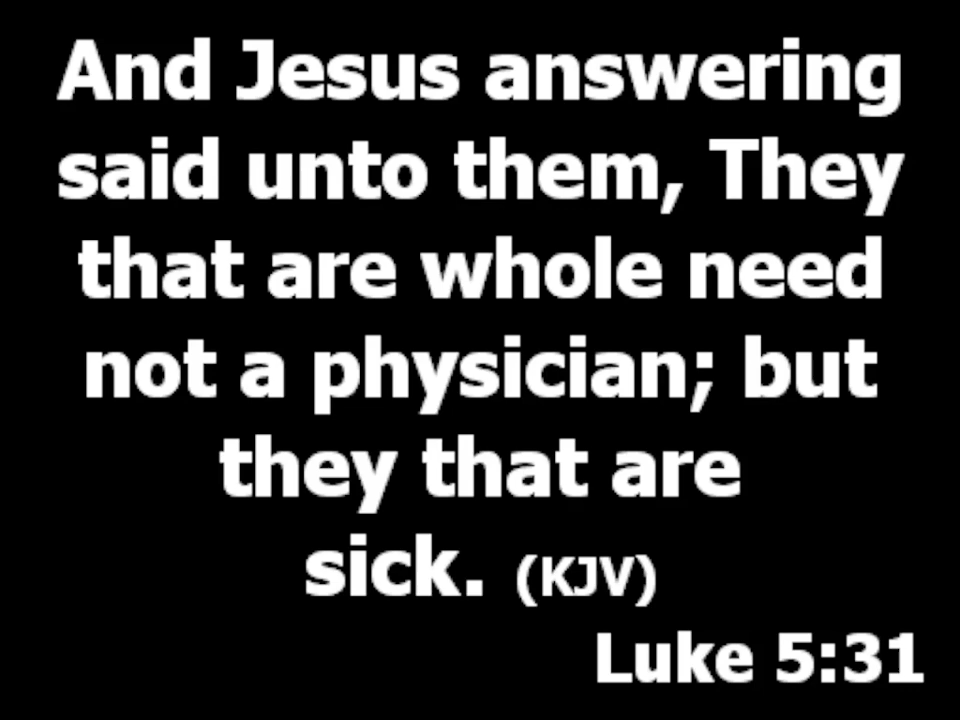 And Jesus answering
said unto them, They
that are whole need
not a physician; but
they that are
sick. (KJV)
Luke 5:31